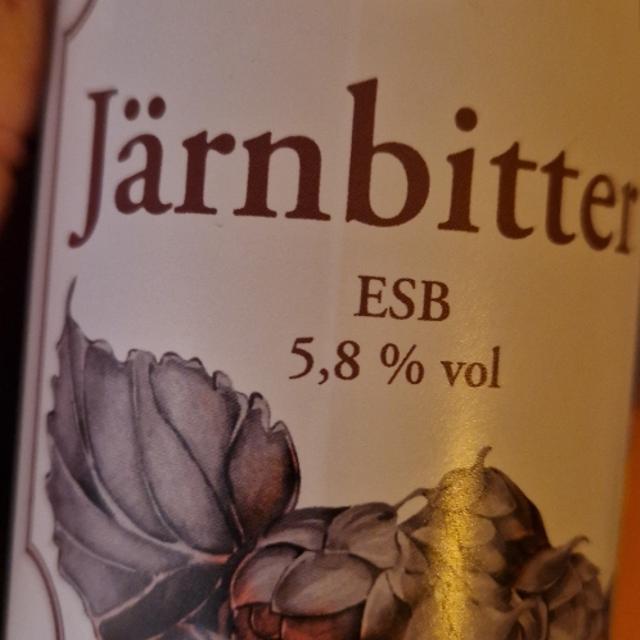 Järnbitter
ESB
5,8 % vol